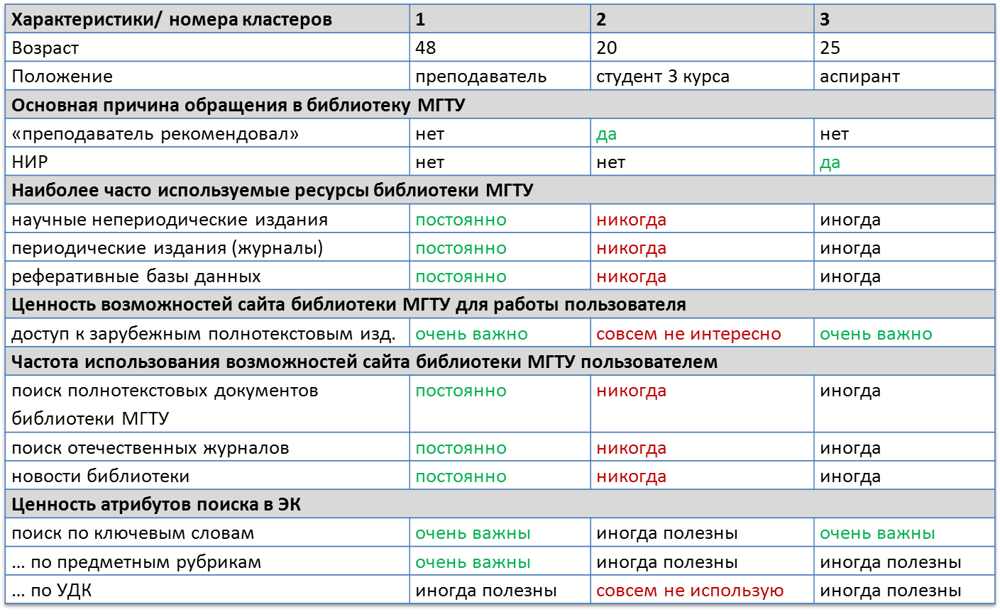 Характеристики/ номера кластеров 1 2 3
Возраст 48 20 25
Положение преподаватель студент 3 курса аспирант
Основная причина обращения в библиотеку МГТУ
«преподаватель рекомендовал» нет да нет
НИР нет нет да
Наиболее часто используемые ресурсы библиотеки МГТУ
научные непериодические издания постоянно никогда иногда
периодические издания (журналы) постоянно никогда иногда
реферативные базы данных постоянно никогда иногда
Ценность возможностей сайта библиотеки МГТУ для работы пользователя
доступ к зарубежным полнотекстовым изд. очень важно совсем не интересно очень важно
Частота использования возможностей сайта библиотеки МГТУ пользователем
поиск полнотекстовых документов постоянно никогда иногда
библиотеки МГТУ
поиск отечественных журналов постоянно никогда иногда
новости библиотеки постоянно никогда иногда
Ценность атрибутов поиска в ЭК
поиск по ключевым словам очень важны иногда полезны очень важны
... по предметным рубрикам очень важны иногда полезны иногда полезны
... по УДК иногда полезны совсем не использую иногда полезны